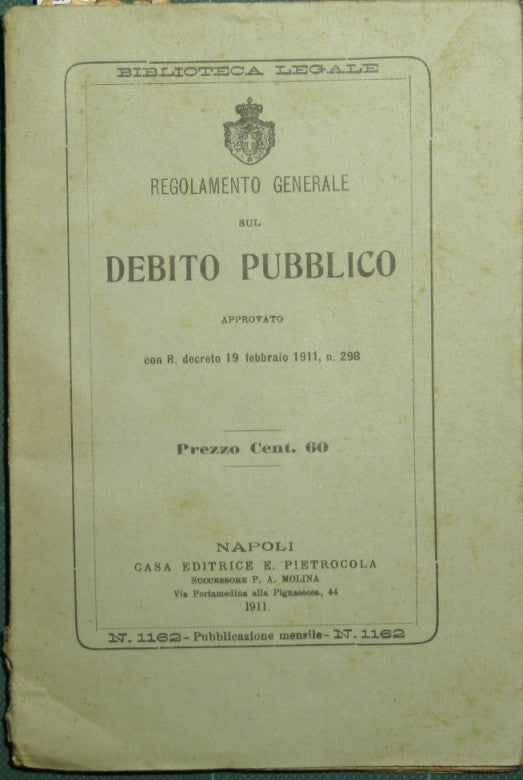 BIBLIOTECA LEGALE
REGOLAMENTO GENERALE
SUL
DEBITO PUBBLICO
APPROVATO
con R. decreto 19 febbraio 1911, n. 298
Prezzo Cent. 60
NAPOLI
CASA EDITRICE E. PIETROCOLA
SUCCESSORE P. A. MOLINA
Via Portamedina alla Pignasecca, 44
1911.
N. 1162 - Pubblicazione mensile - N. 1162